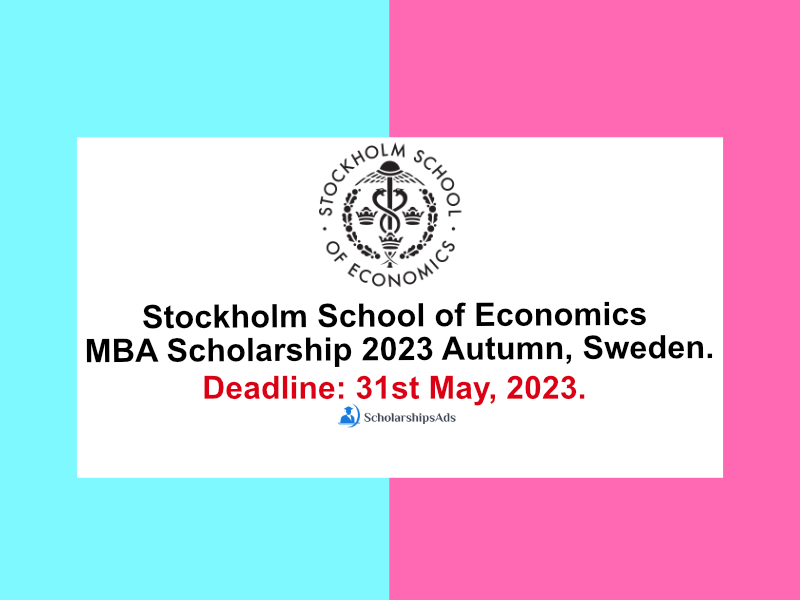 STOCKHOLM SCHOOL
OF ECONOMICS
Stockholm School of Economics
MBA Scholarship 2023 Autumn, Sweden.
Deadline: 31st May, 2023.
ScholarshipsAds